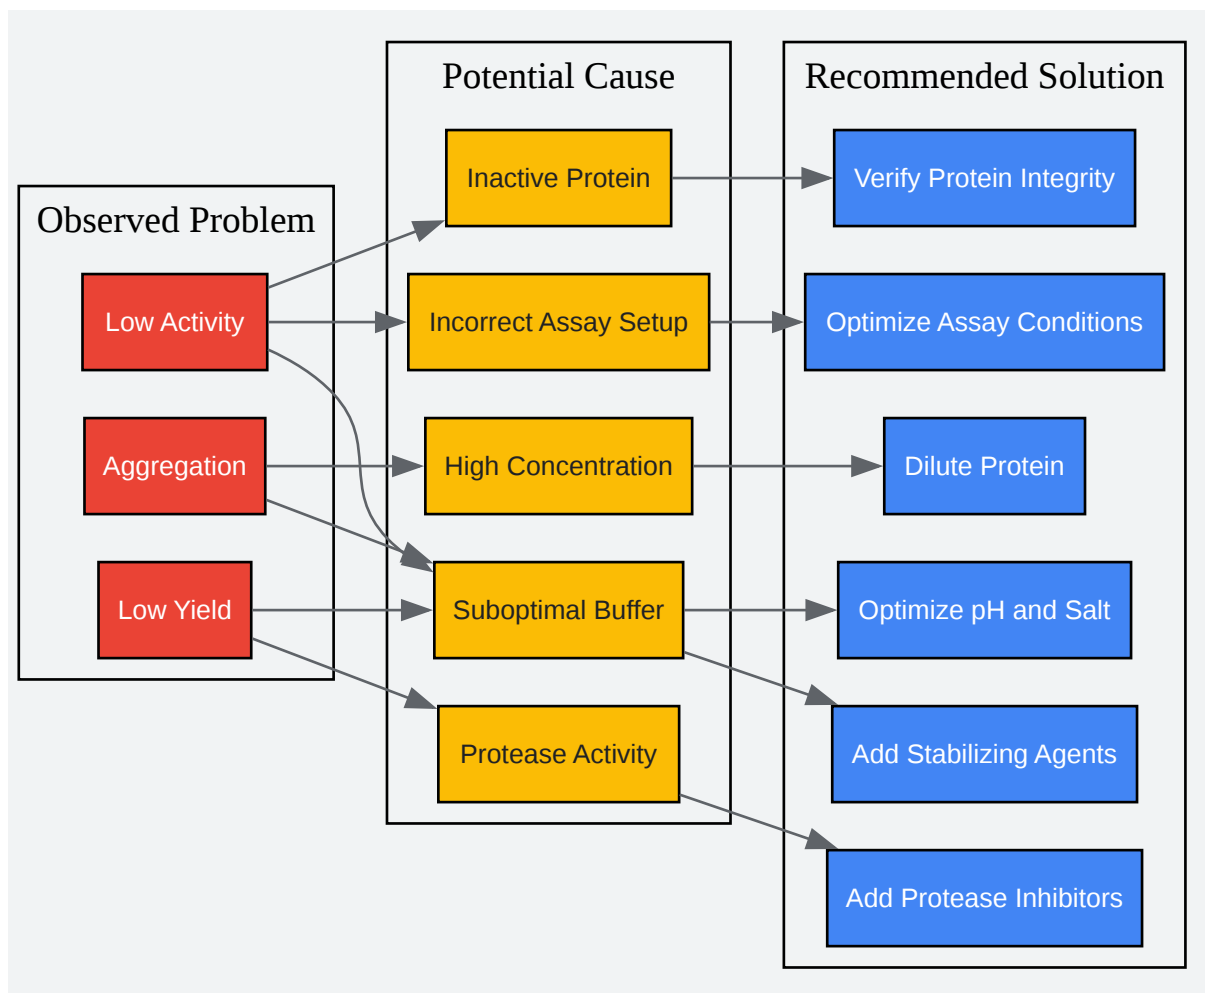 Observed Problem
Low Activity
Aggregation
Low Yield
Potential Cause
Inactive Protein
Incorrect Assay Setup
High Concentration
Suboptimal Buffer
Protease Activity
Recommended Solution
Verify Protein Integrity
Optimize Assay Conditions
Dilute Protein
Optimize pH and Salt
Add Stabilizing Agents
Add Protease Inhibitors